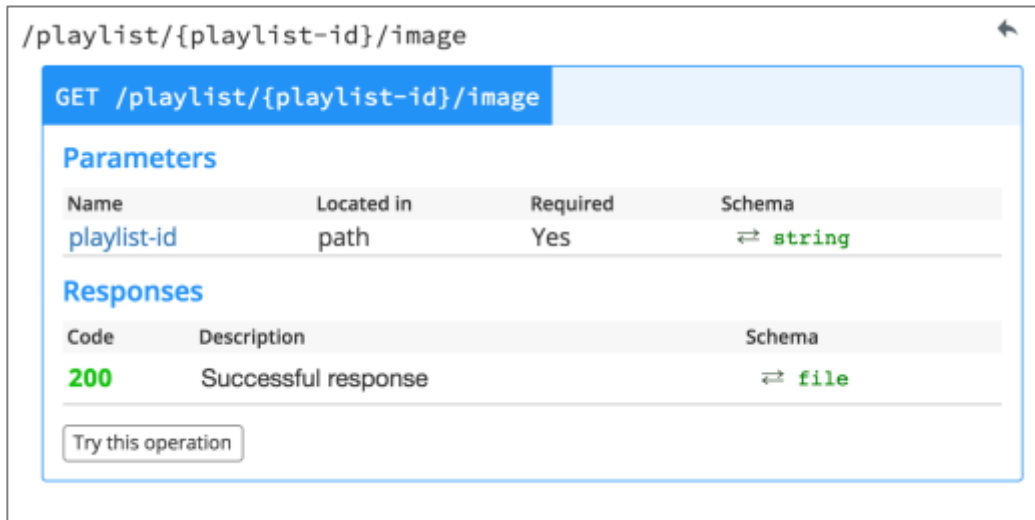 /playlist/{playlist-id}/image
GET /playlist/{playlist-id}/image
Parameters
Name Located in Required Schema
playlist-id path Yes ⇄ string
Responses
Code Description Schema
200 Successful response ⇄ file
Try this operation